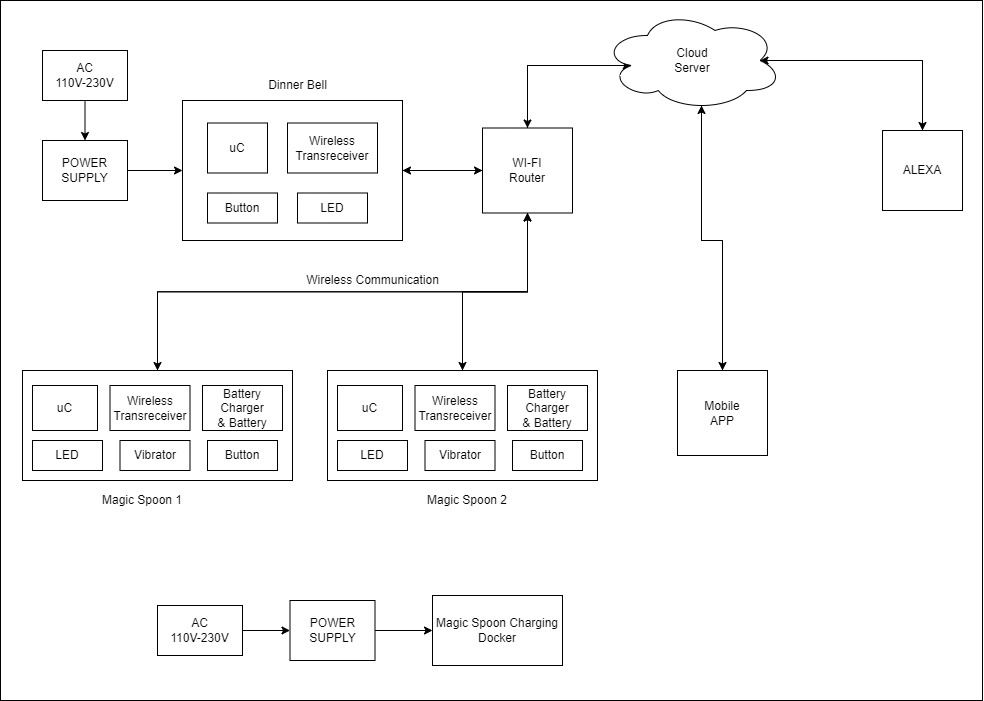 Cloud
Server
AC
110V-230V
Dinner Bell
uC
Wireless
Transreceiver
POWER
SUPPLY
WI-FI
Router
ALEXA
Button
LED
Wireless Communication
uC
Wireless
Transreceiver
Battery
Charger
& Battery
LED
Vibrator
Button
Magic Spoon 1
uC
Wireless
Transreceiver
Battery
Charger
& Battery
LED
Vibrator
Button
Magic Spoon 2
Mobile
APP
AC
110V-230V
POWER
SUPPLY
Magic Spoon Charging
Docker